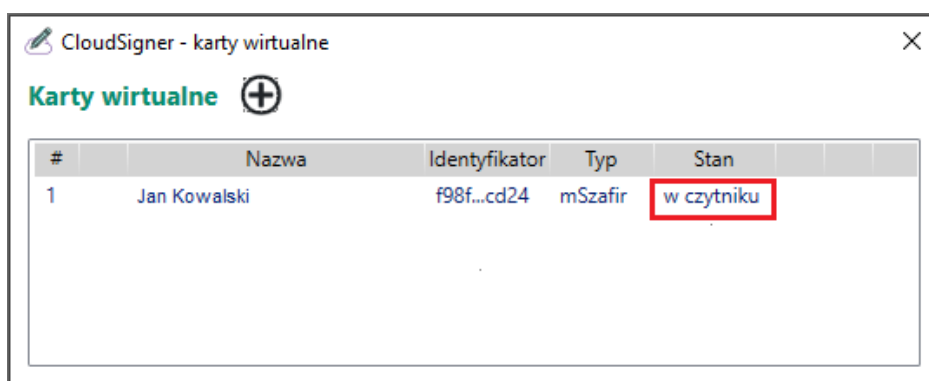 CloudSigner - karty wirtualne
Karty wirtualne
# Nazwa Identyfikator Typ Stan
1 Jan Kowalski f98f...cd24 mSzafir w czytniku